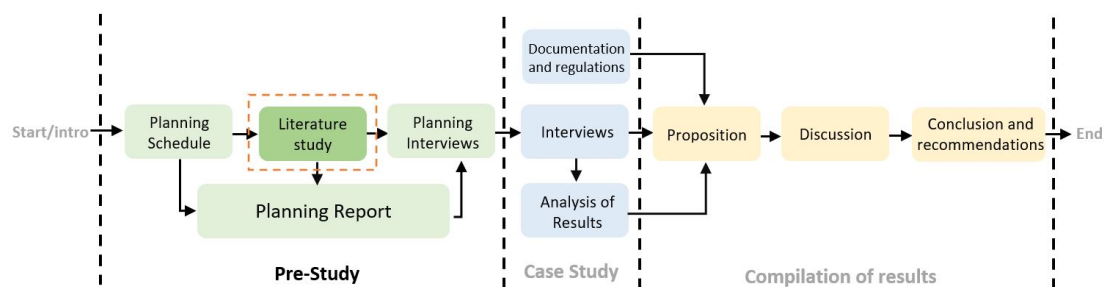 Start/intro
Planning
Schedule
Literature
study
Planning
Interviews
Planning Report
Pre-Study
Documentation
and regulations
Interviews
Analysis of
Results
Case Study
Proposition
Discussion
Conclusion and
recommendations
Compilation of results
End